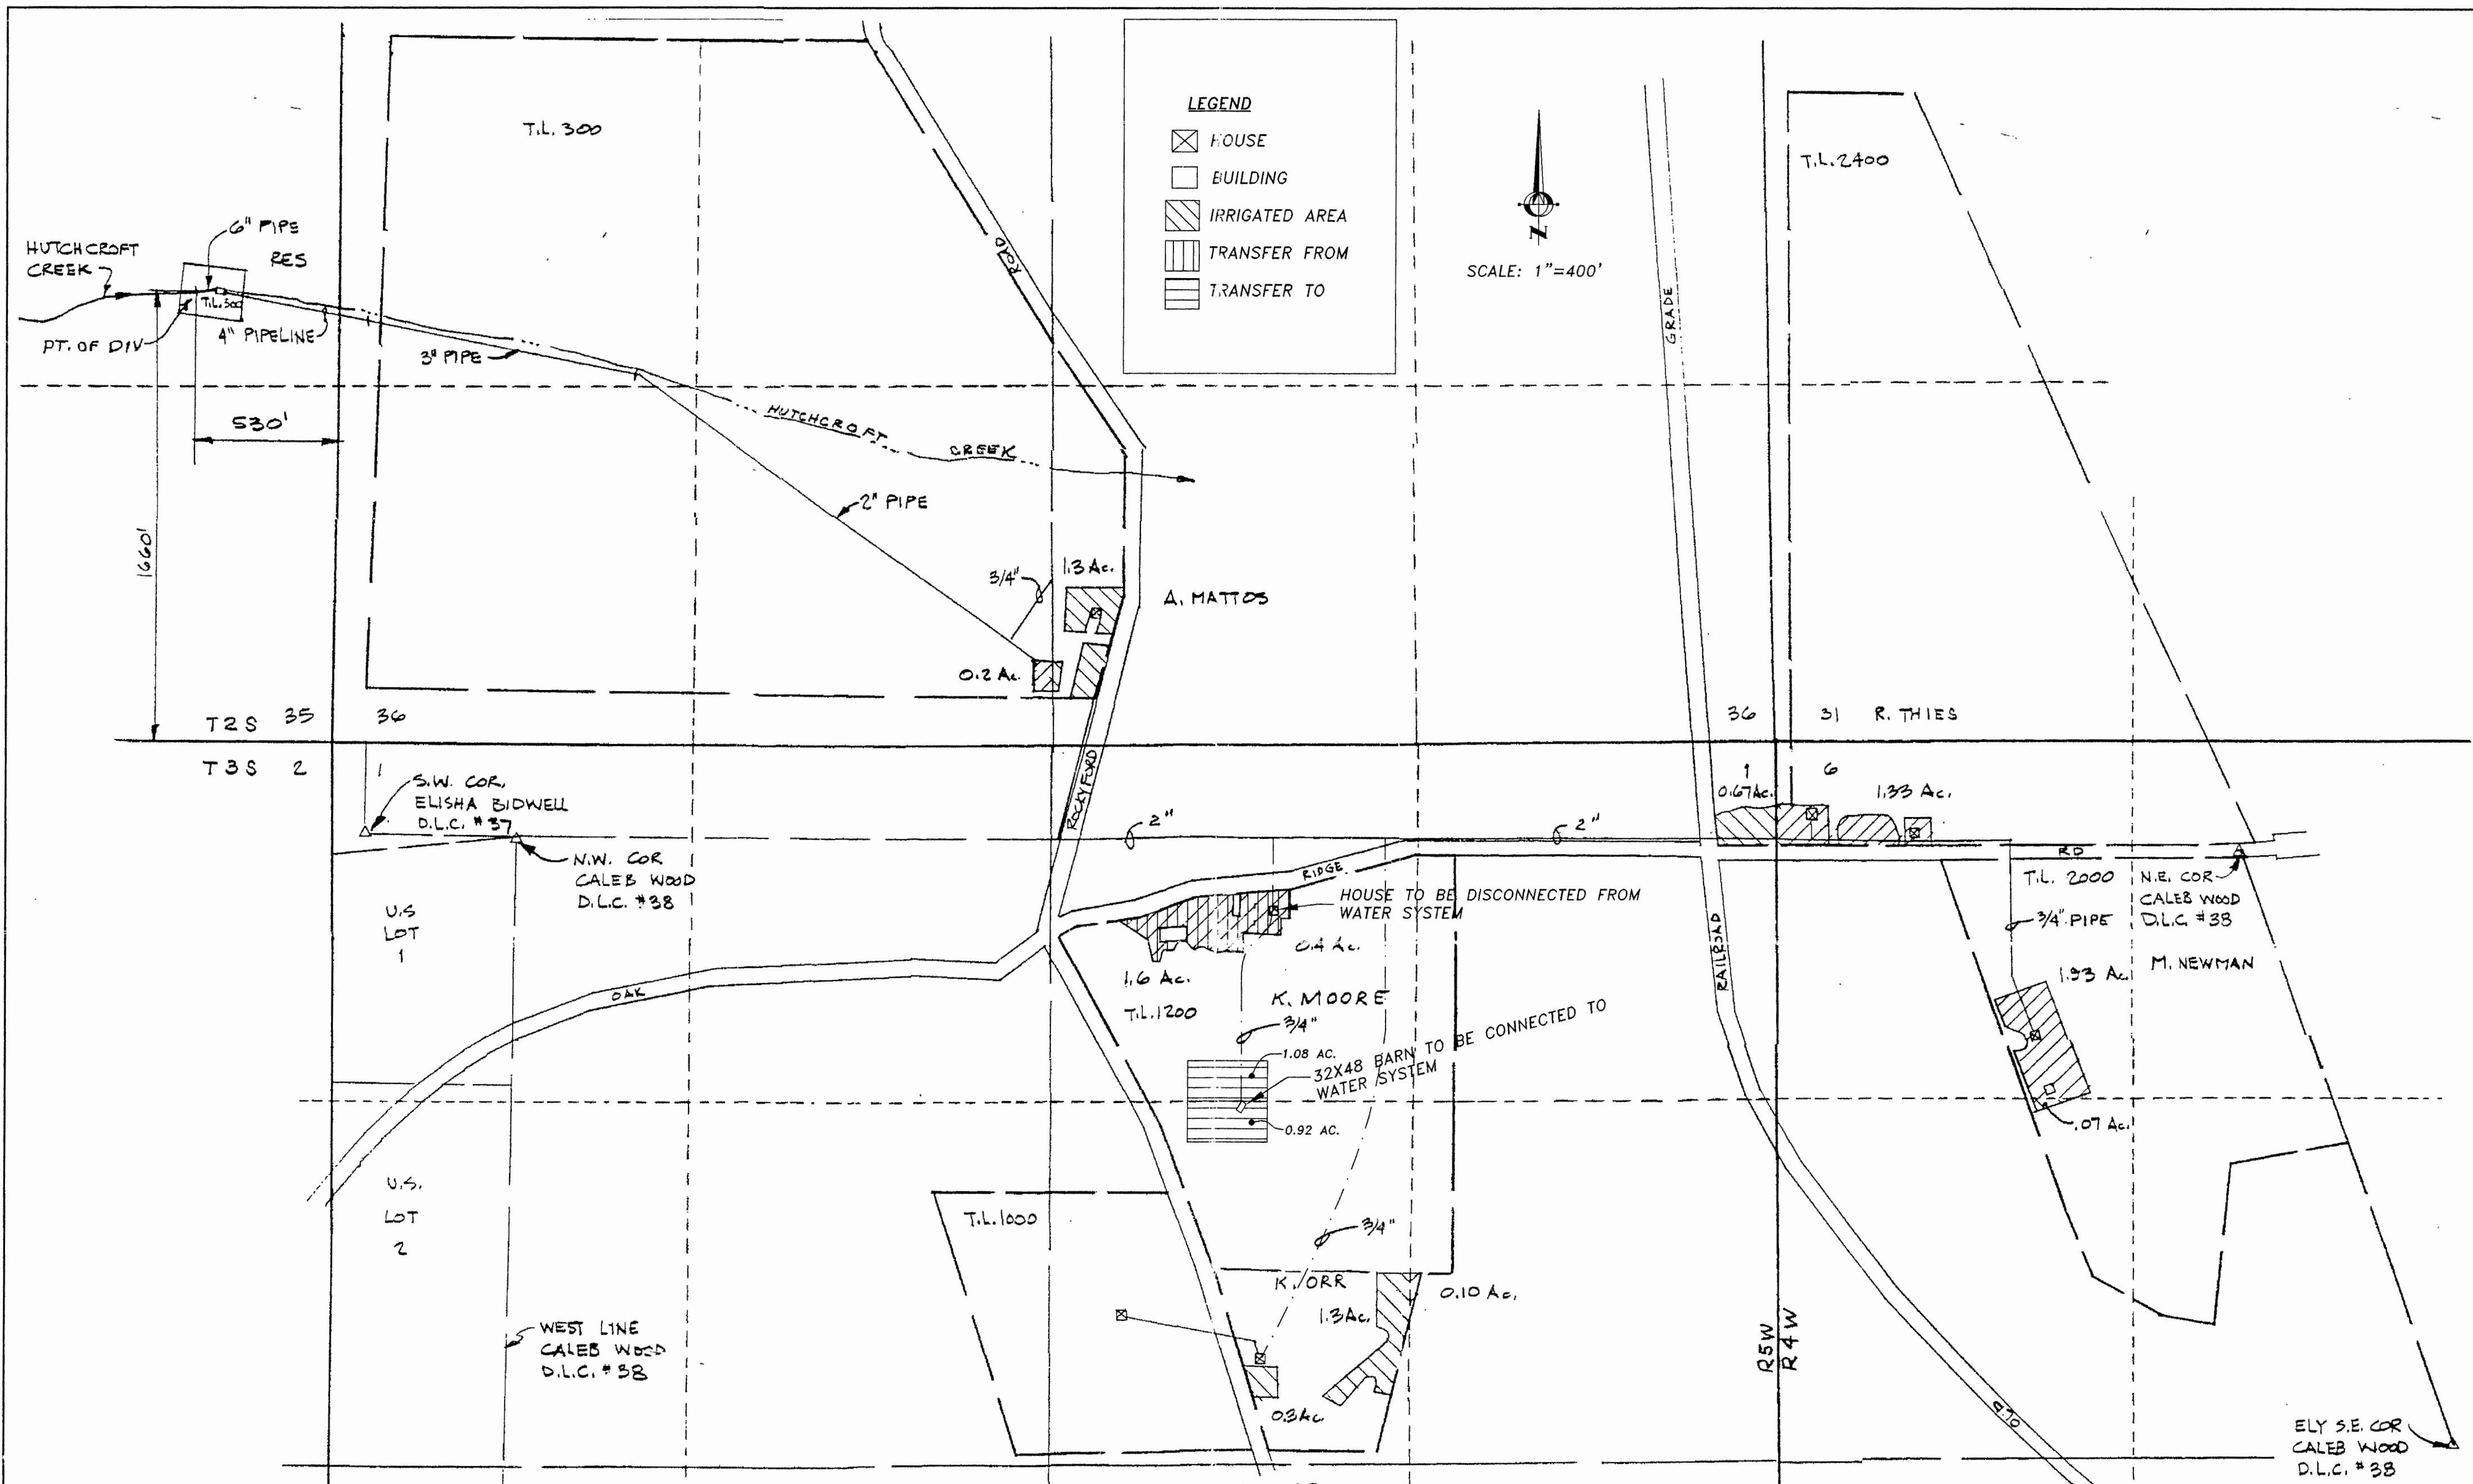 T.L. 300
LEGEND
HOUSE
BUILDING
IRRIGATED AREA
TRANSFER FROM
TRANSFER TO
N
SCALE: 1"=400'
T.L. 2400
6" PIPE
RES
HUTCHCROFT
CREEK
T.L. 300
PT. OF DIV
4" PIPELINE
3" PIPE
530'
1660'
ROAD
GRADE
HUTCHCROFT CREEK
2" PIPE
3/4"
1.3 Ac.
A. MATTOS
0.2 Ac.
T2S 35 36
36 31 R. THIES
T3S 2 1
1 6
S.W. COR.
ELISHA BIDWELL
D.L.C. #37
N.W. COR
CALEB WOOD
D.L.C. #38
ROCKYFORD
2"
2"
0.67 Ac.
1.33 Ac.
RIDGE
RD
HOUSE TO BE DISCONNECTED FROM
WATER SYSTEM
T.L. 2000
N.E. COR
CALEB WOOD
D.L.C. #38
3/4" PIPE
U.S
LOT
1
0.4 Ac.
1.6 Ac.
T.L. 1200
K. MOORE
3/4"
OAK
RAILROAD
1.93 Ac.
M. NEWMAN
1.08 AC.
32X48 BARN TO BE CONNECTED TO
WATER SYSTEM
0.92 AC.
.07 Ac.
U.S.
LOT
2
T.L. 1000
3/4"
K. ORR
1.3 Ac.
0.10 Ac.
0.3 Ac.
WEST LINE
CALEB WOOD
D.L.C. #38
R5W
R4W
OLD
ELY S.E. COR
CALEB WOOD
D.L.C. #38